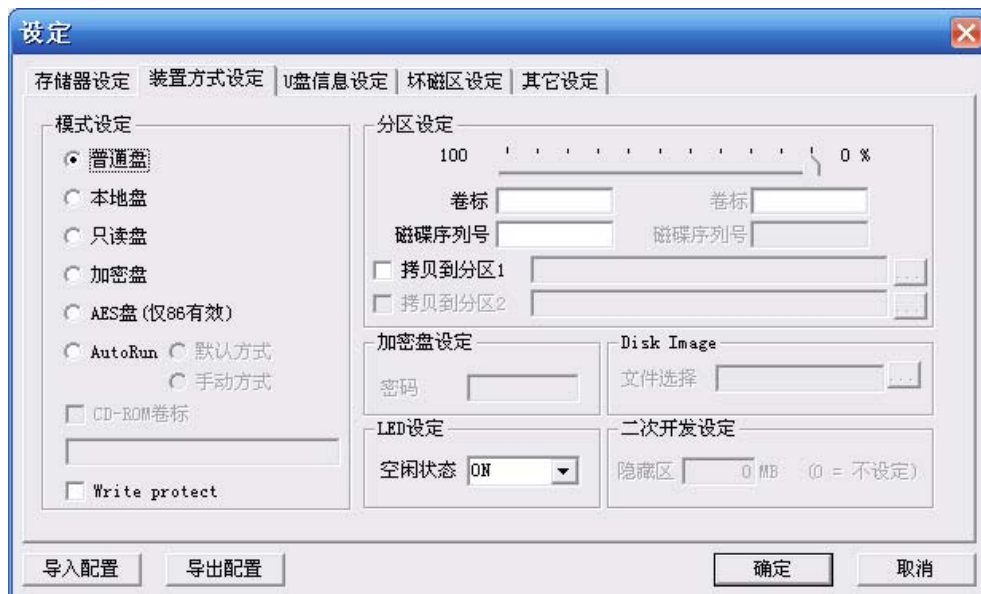 设定
存储器设定 装置方式设定 U盘信息设定 坏磁区设定 其它设定
模式设定
普通盘
本地盘
只读盘
加密盘
AES盘(仅86有效)
AutoRun 默认方式
手动方式
CD-ROM卷标
Write protect
分区设定
100 0 %
卷标 卷标
磁碟序列号 磁碟序列号
拷贝到分区1 ...
拷贝到分区2 ...
加密盘设定
密码
Disk Image
文件选择 ...
LED设定
空闲状态 ON
二次开发设定
隐藏区 0 MB (0 = 不设定)
导入配置 导出配置 确定 取消